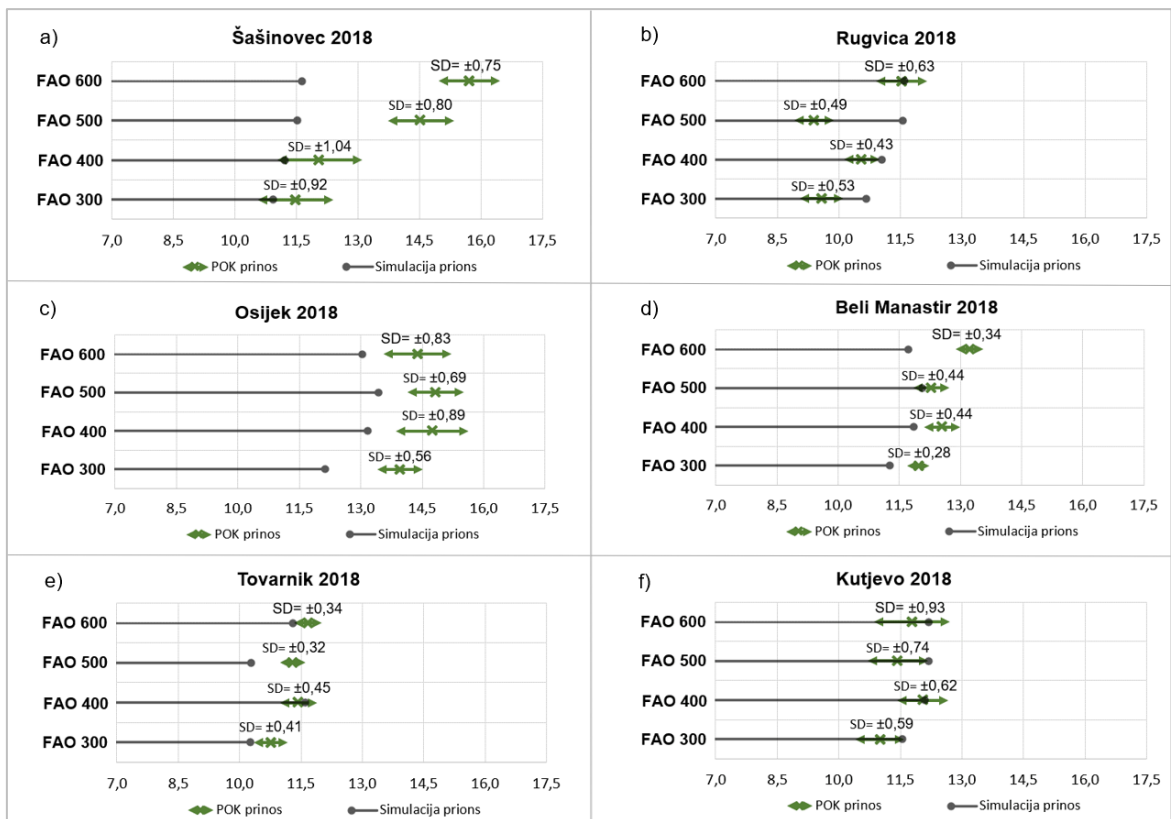 a)
Šašinovec 2018
FAO 600
SD= ±0,75
FAO 500
SD= ±0,80
FAO 400
SD= ±1,04
FAO 300
SD= ±0,92
7,0 8,5 10,0 11,5 13,0 14,5 16,0 17,5
POK prinos Simulacija prions
b)
Rugvica 2018
FAO 600
SD= ±0,63
FAO 500
SD= ±0,49
FAO 400
SD= ±0,43
FAO 300
SD= ±0,53
7,0 8,5 10,0 11,5 13,0 14,5 16,0 17,5
POK prinos Simulacija prions
c)
Osijek 2018
FAO 600
SD= ±0,83
FAO 500
SD= ±0,69
FAO 400
SD= ±0,89
FAO 300
SD= ±0,56
7,0 8,5 10,0 11,5 13,0 14,5 16,0 17,5
POK prinos Simulacija prions
d)
Beli Manastir 2018
FAO 600
SD= ±0,34
FAO 500
SD= ±0,44
FAO 400
SD= ±0,44
FAO 300
SD= ±0,28
7,0 8,5 10,0 11,5 13,0 14,5 16,0 17,5
POK prinos Simulacija prions
e)
Tovarnik 2018
FAO 600
SD= ±0,34
FAO 500
SD= ±0,32
FAO 400
SD= ±0,45
FAO 300
SD= ±0,41
7,0 8,5 10,0 11,5 13,0 14,5 16,0 17,5
POK prinos Simulacija prions
f)
Kutjevo 2018
FAO 600
SD= ±0,93
FAO 500
SD= ±0,74
FAO 400
SD= ±0,62
FAO 300
SD= ±0,59
7,0 8,5 10,0 11,5 13,0 14,5 16,0 17,5
POK prinos Simulacija prions